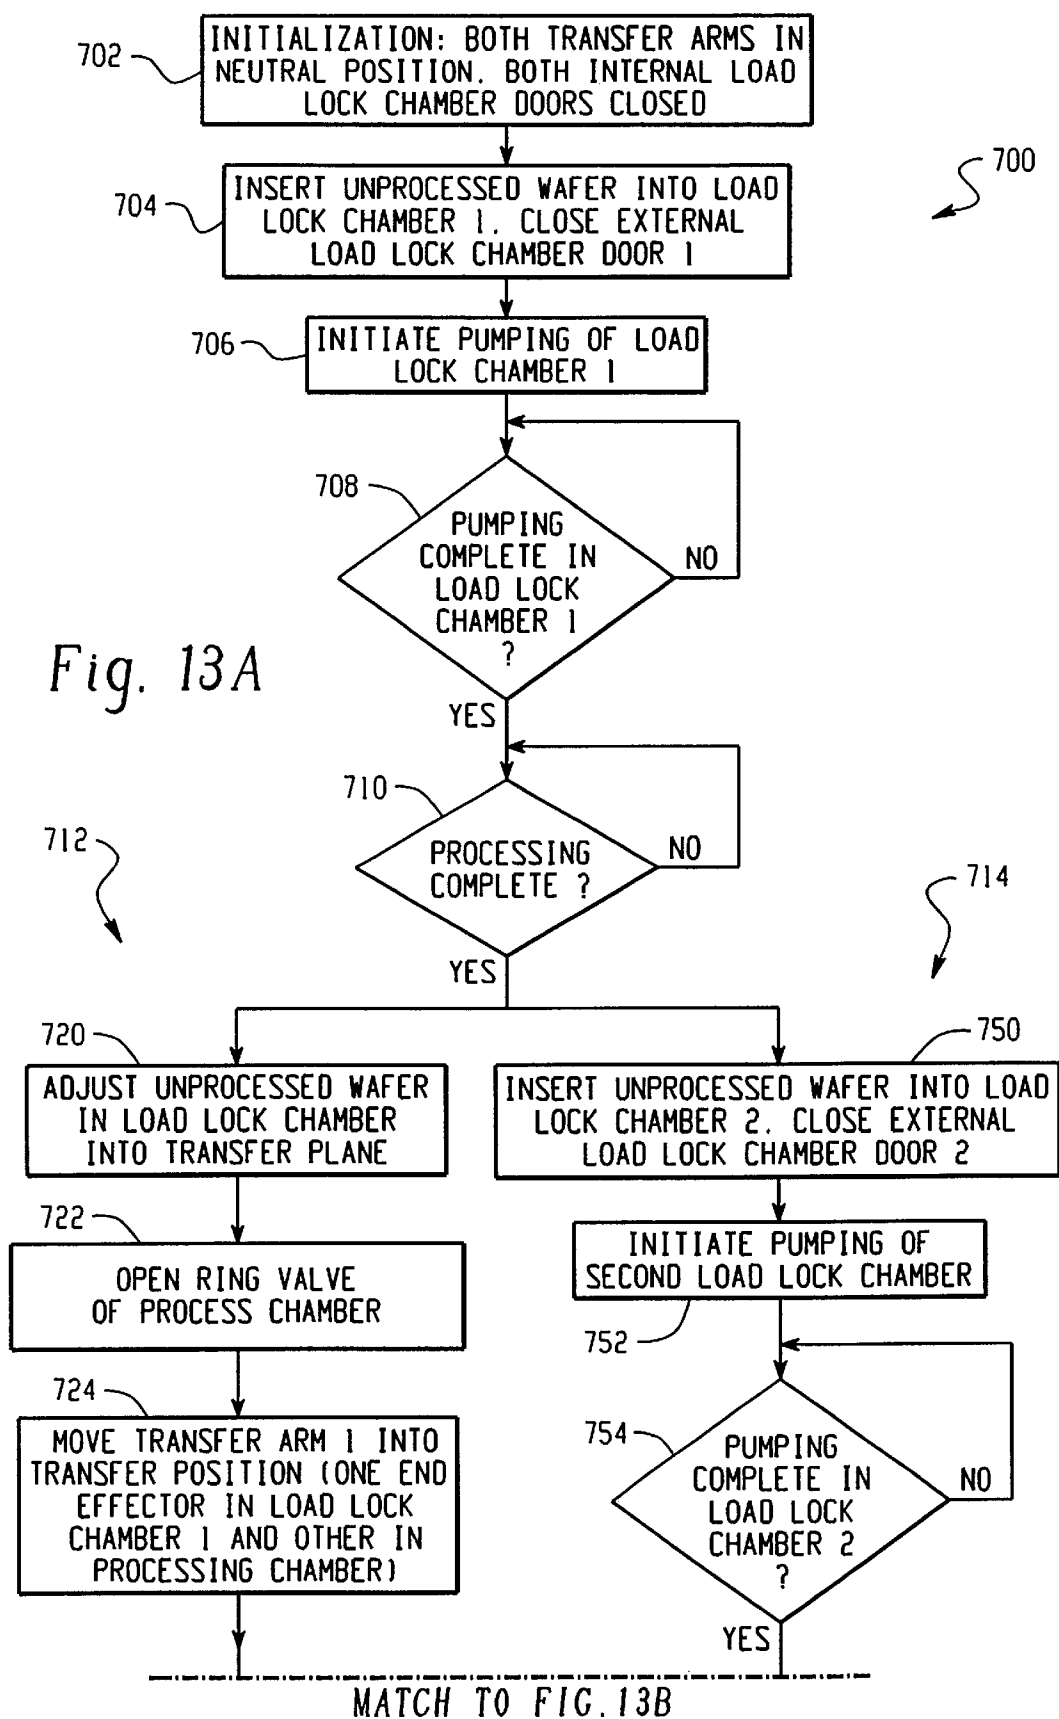 702
INITIALIZATION: BOTH TRANSFER ARMS IN
NEUTRAL POSITION. BOTH INTERNAL LOAD
LOCK CHAMBER DOORS CLOSED
700
704
INSERT UNPROCESSED WAFER INTO LOAD
LOCK CHAMBER 1. CLOSE EXTERNAL
LOAD LOCK CHAMBER DOOR 1
706
INITIATE PUMPING OF LOAD
LOCK CHAMBER 1
708
PUMPING
COMPLETE IN
LOAD LOCK
CHAMBER 1
?
NO
YES
Fig. 13A
710
PROCESSING
COMPLETE ?
NO
YES
712
714
720
ADJUST UNPROCESSED WAFER
IN LOAD LOCK CHAMBER
INTO TRANSFER PLANE
722
OPEN RING VALVE
OF PROCESS CHAMBER
724
MOVE TRANSFER ARM 1 INTO
TRANSFER POSITION (ONE END
EFFECTOR IN LOAD LOCK
CHAMBER 1 AND OTHER IN
PROCESSING CHAMBER)
750
INSERT UNPROCESSED WAFER INTO LOAD
LOCK CHAMBER 2. CLOSE EXTERNAL
LOAD LOCK CHAMBER DOOR 2
INITIATE PUMPING OF
SECOND LOAD LOCK CHAMBER
752
754
PUMPING
COMPLETE IN
LOAD LOCK
CHAMBER 2
?
NO
YES
MATCH TO FIG.13B